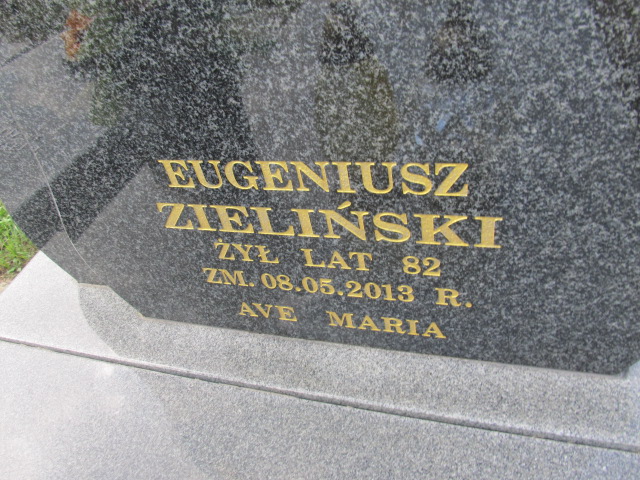 EUGENIUSZ
ZIELIŃSKI
ŻYŁ LAT 82
ZM. 08.05.2013 R.
AVE MARIA